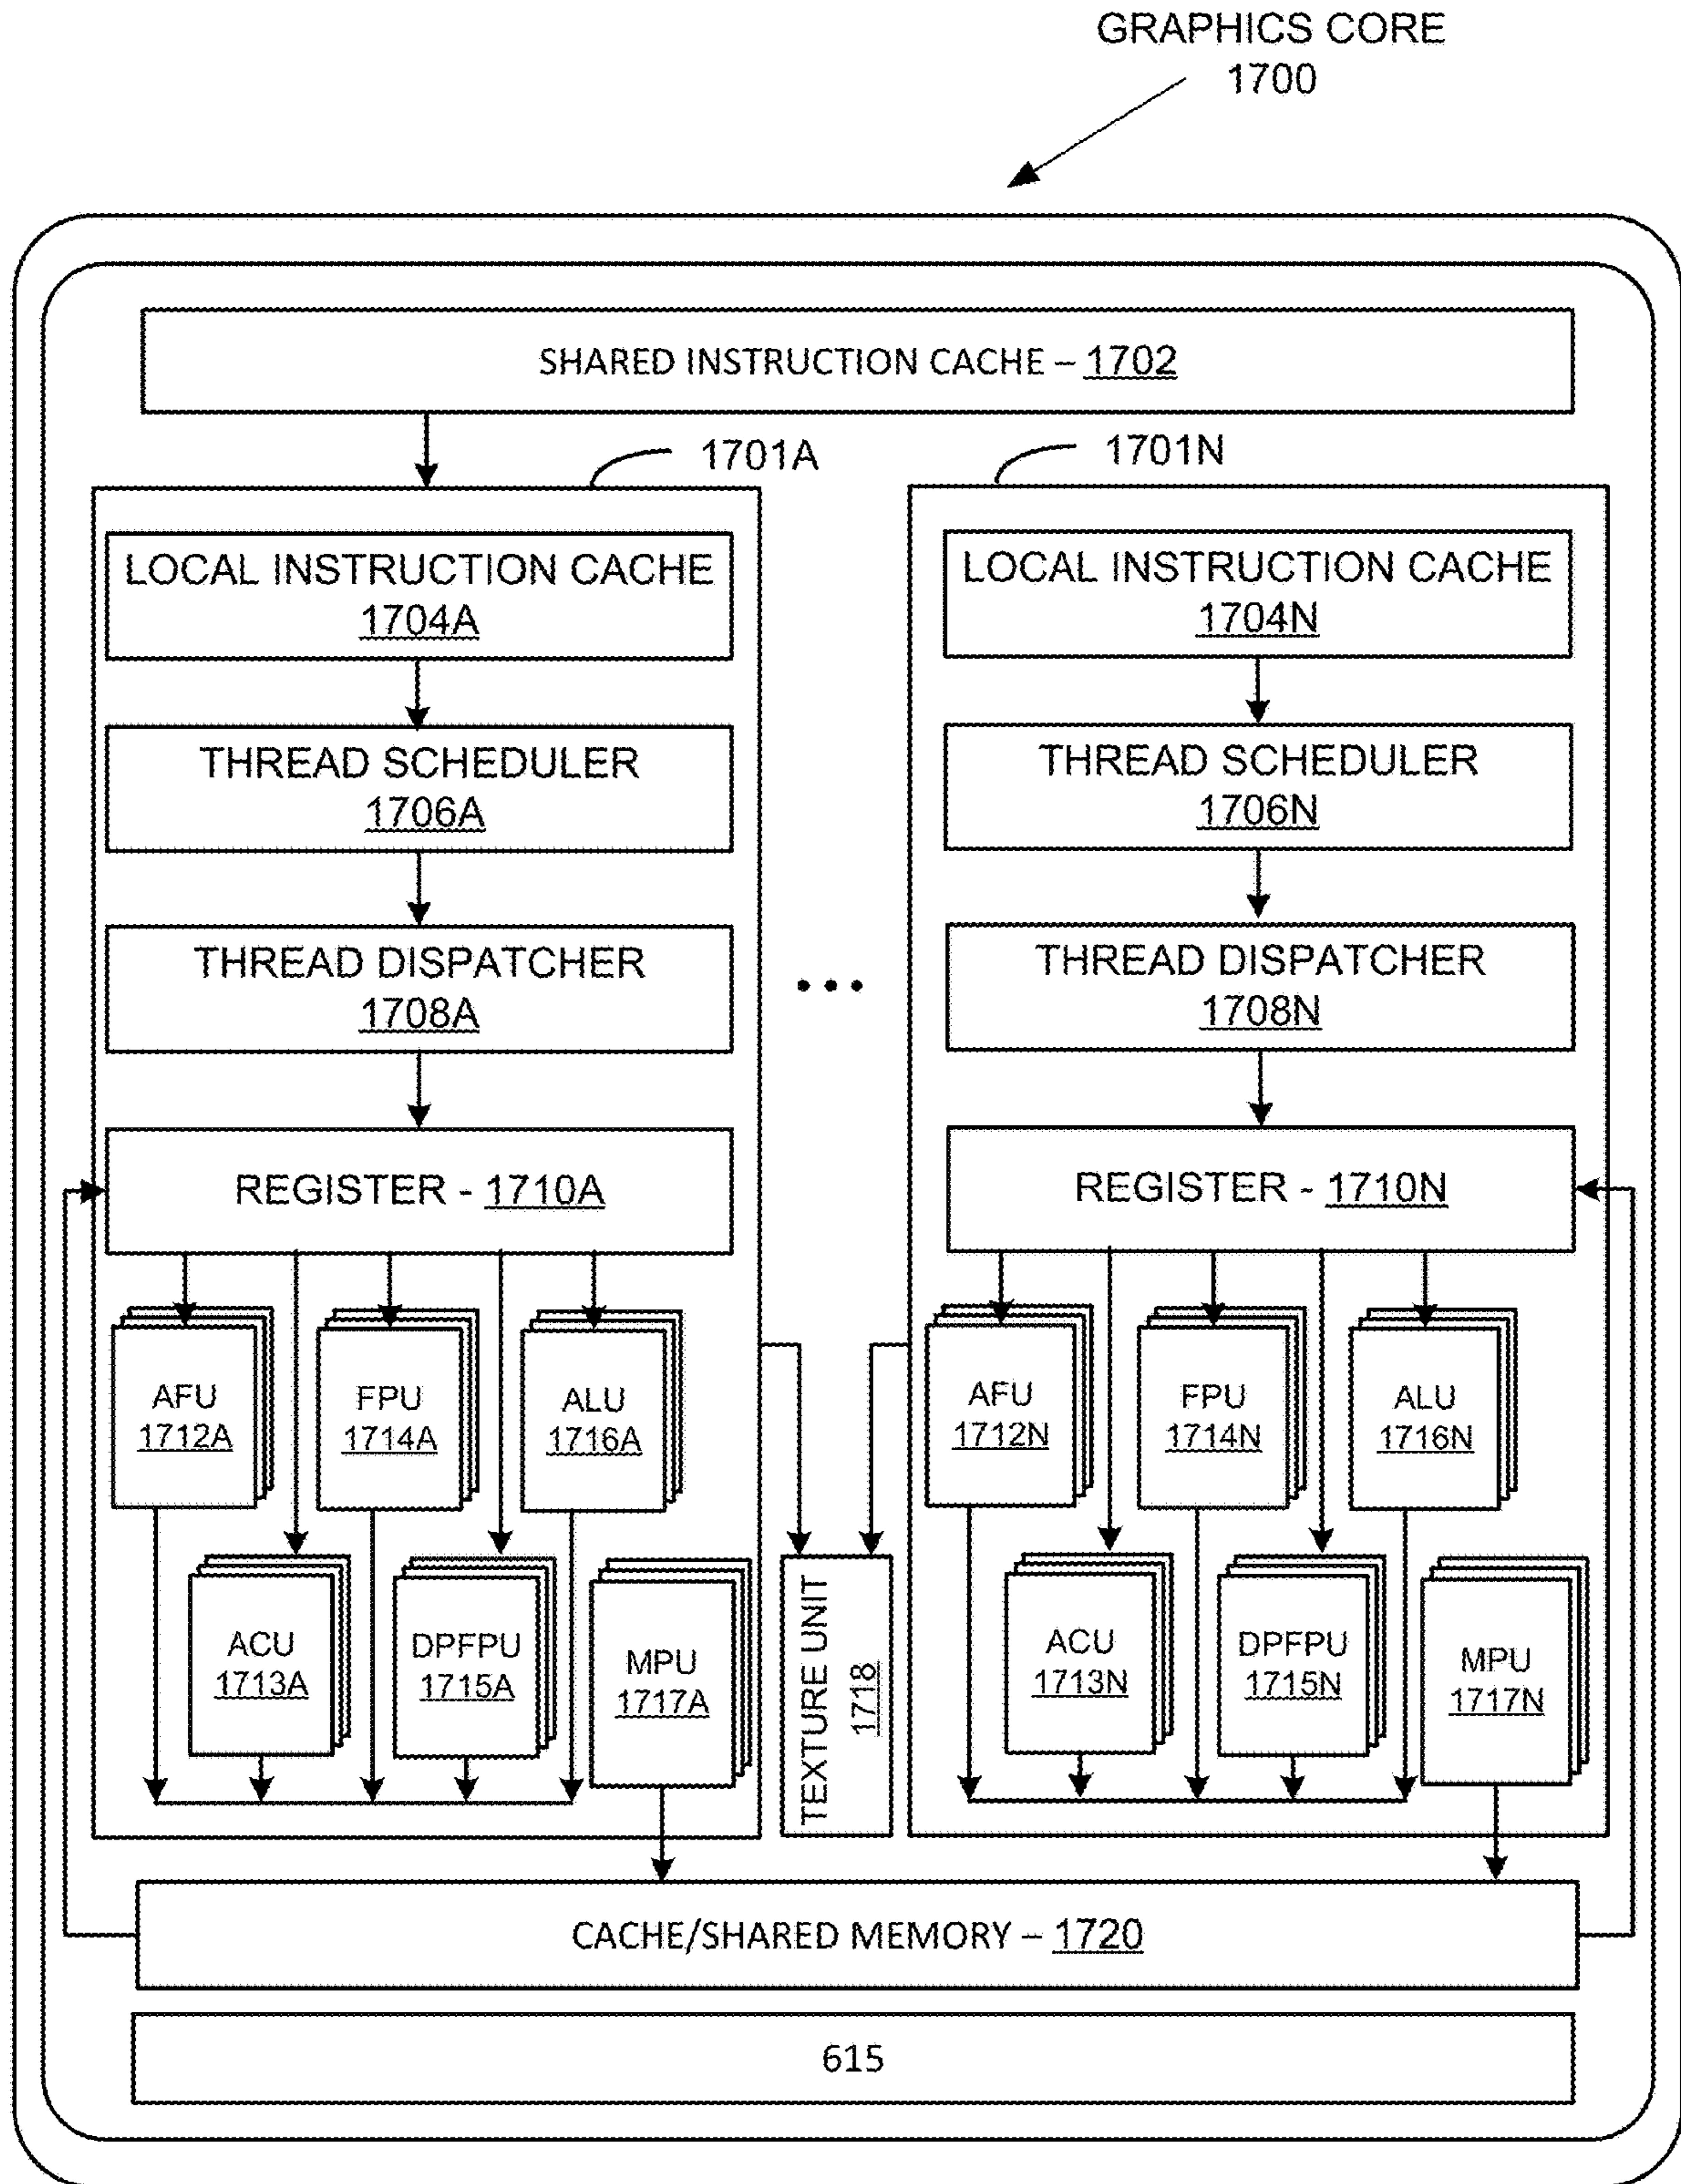 GRAPHICS CORE
1700
SHARED INSTRUCTION CACHE – 1702
1701A
1701N
LOCAL INSTRUCTION CACHE
1704A
THREAD SCHEDULER
1706A
THREAD DISPATCHER
1708A
REGISTER - 1710A
AFU
1712A
FPU
1714A
ALU
1716A
ACU
1713A
DPFPU
1715A
MPU
1717A
...
TEXTURE UNIT
1718
LOCAL INSTRUCTION CACHE
1704N
THREAD SCHEDULER
1706N
THREAD DISPATCHER
1708N
REGISTER - 1710N
AFU
1712N
FPU
1714N
ALU
1716N
ACU
1713N
DPFPU
1715N
MPU
1717N
CACHE/SHARED MEMORY – 1720
615